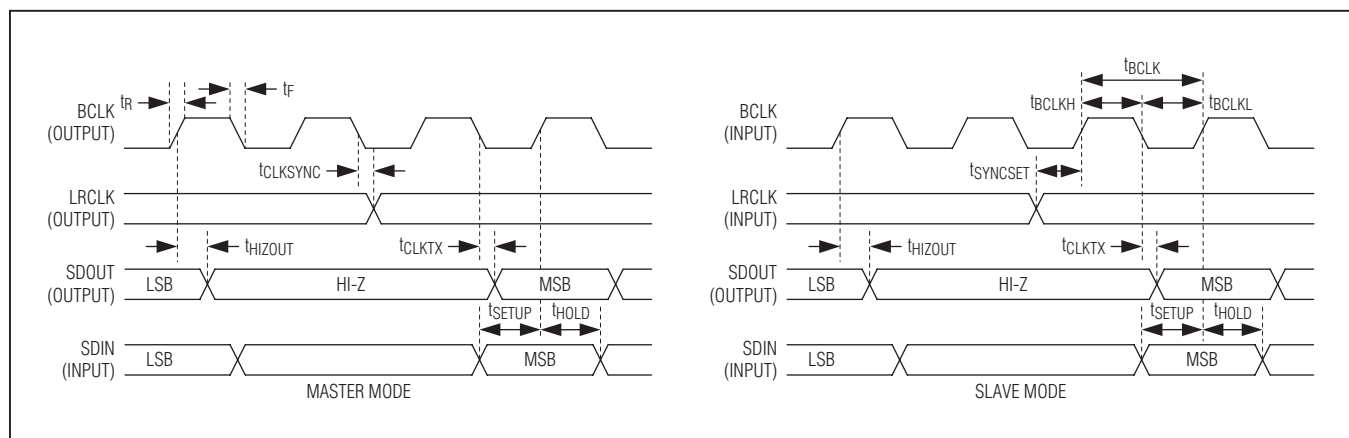 tR
tF
BCLK
(OUTPUT)
tCLKSYNC
LRCLK
(OUTPUT)
tHIZOUT
tCLKTX
SDOUT
(OUTPUT)
LSB
HI-Z
MSB
tSETUP
tHOLD
SDIN
(INPUT)
LSB
MSB
MASTER MODE
tBCLK
tBCLKH
tBCLKL
BCLK
(INPUT)
tSYNCSET
LRCLK
(INPUT)
tHIZOUT
tCLKTX
SDOUT
(OUTPUT)
LSB
HI-Z
MSB
tSETUP
tHOLD
SDIN
(INPUT)
LSB
MSB
SLAVE MODE